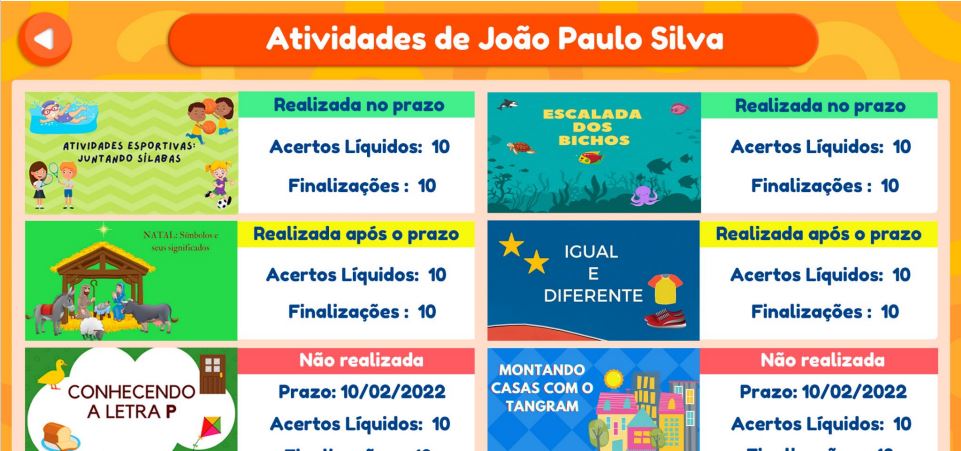 Atividades de João Paulo Silva
ATIVIDADES ESPORTIVAS:
JUNTANDO SÍLABAS
Realizada no prazo
Acertos Líquidos: 10
Finalizações : 10
ESCALADA
DOS
BICHOS
Realizada no prazo
Acertos Líquidos: 10
Finalizações : 10
NATAL: Símbolos e
seus significados
Realizada após o prazo
Acertos Líquidos: 10
Finalizações : 10
IGUAL
E
DIFERENTE
Realizada após o prazo
Acertos Líquidos: 10
Finalizações : 10
CONHECENDO
A LETRA P
Não realizada
Prazo: 10/02/2022
Acertos Líquidos: 10
MONTANDO
CASAS COM O
TANGRAM
Não realizada
Prazo: 10/02/2022
Acertos Líquidos: 10